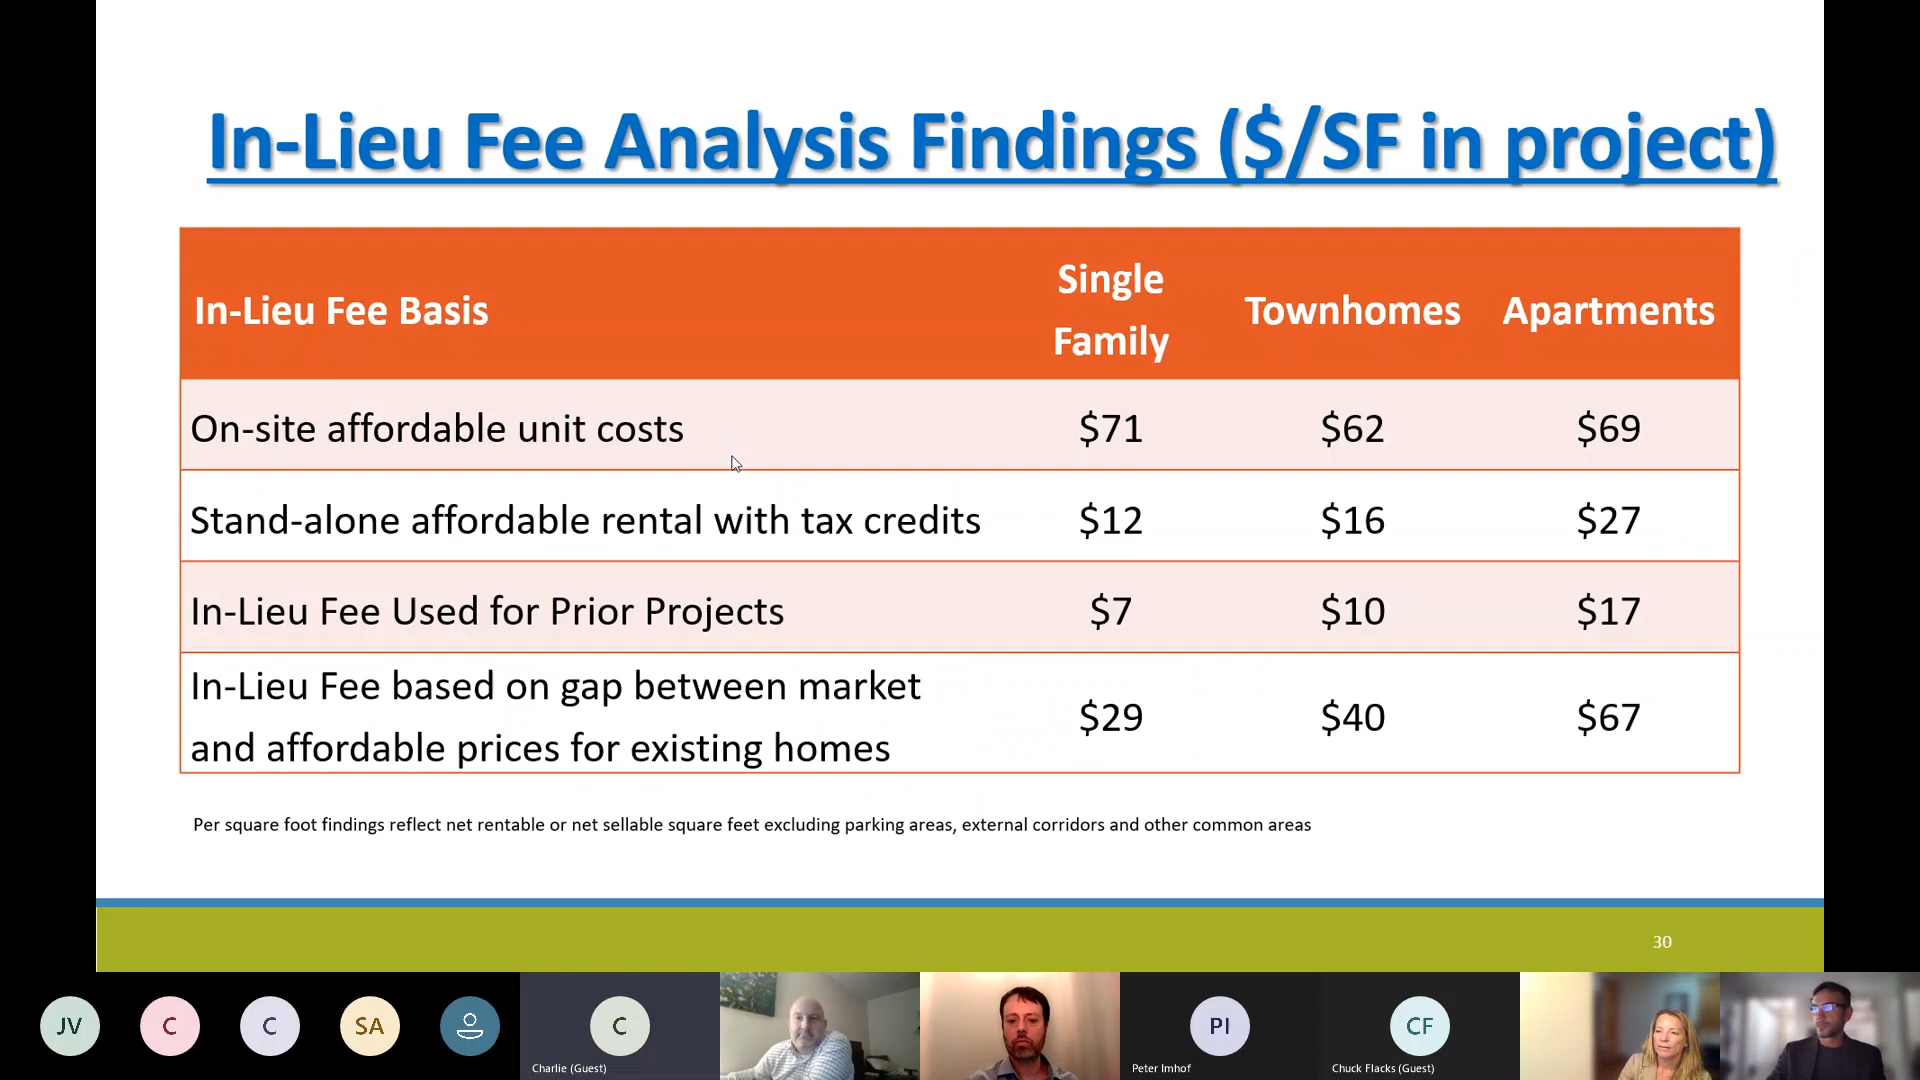 In-Lieu Fee Analysis Findings ($/SF in project)
In-Lieu Fee Basis
Single
Family
Townhomes
Apartments
On-site affordable unit costs $71 $62 $69
Stand-alone affordable rental with tax credits $12 $16 $27
In-Lieu Fee Used for Prior Projects $7 $10 $17
In-Lieu Fee based on gap between market
and affordable prices for existing homes
$29 $40 $67
Per square foot findings reflect net rentable or net sellable square feet excluding parking areas, external corridors and other common areas
30
JV
C
C
SA
C
Charlie (Guest)
PI
Peter Imhof
CF
Chuck Flacks (Guest)